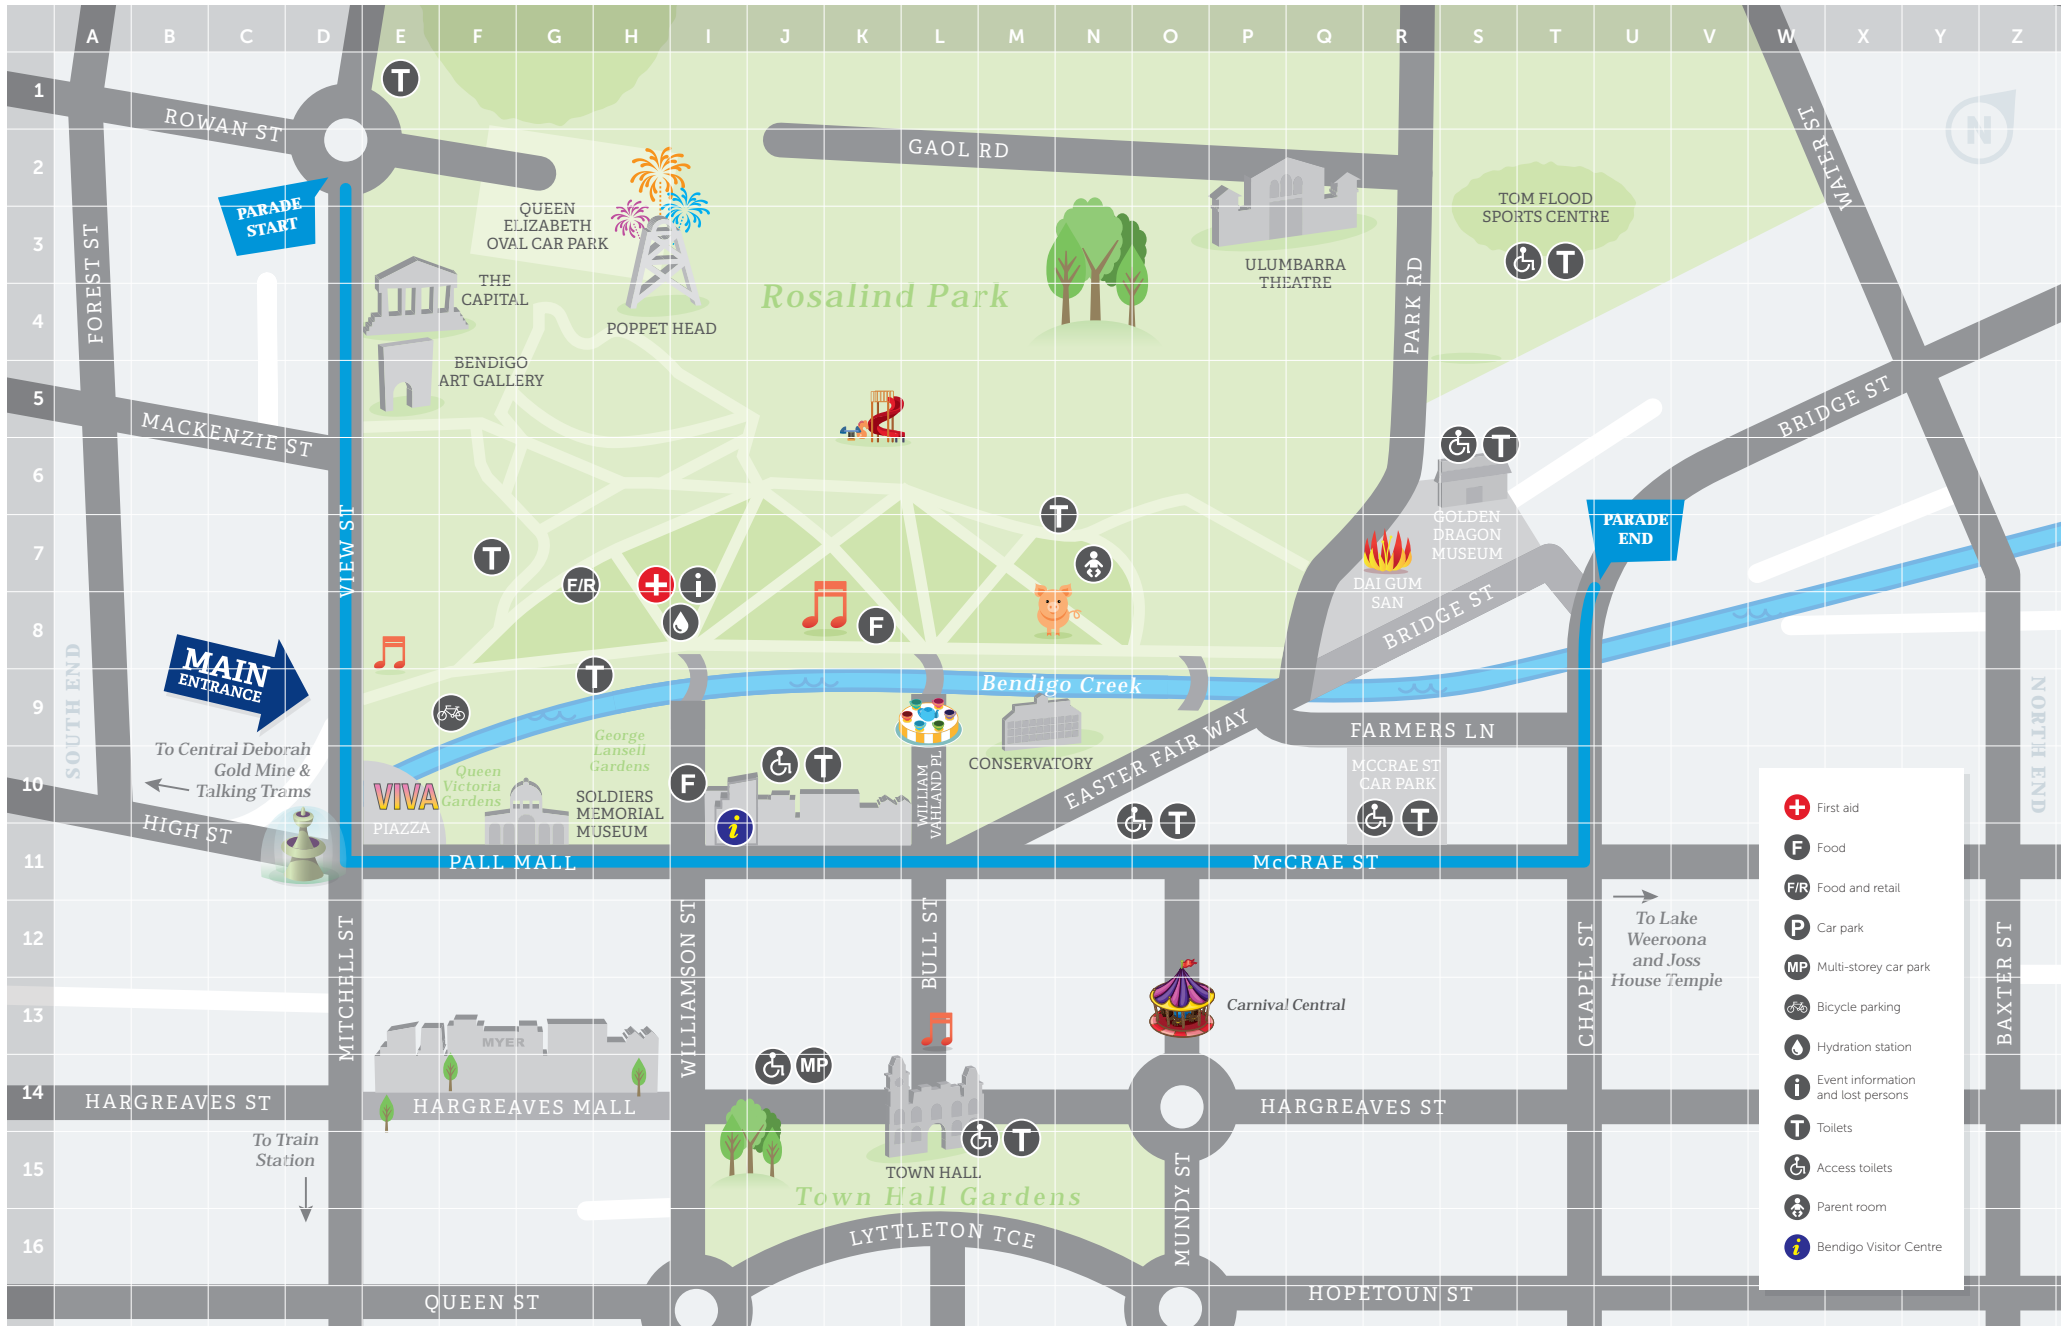 A B C D E F G H I J K L M N O P Q R S T U V W X Y Z
1
2
3
4
5
6
7
8
9
10
11
12
13
14
15
16
T
N
ROWAN ST
GAOL RD
WATER ST
PARADE
START
QUEEN
ELIZABETH
OVAL CAR PARK
TOM FLOOD
SPORTS CENTRE
T
FOREST ST
THE
CAPITAL
POPPET HEAD
Rosalind Park
ULUMBARRA
THEATRE
PARK RD
BENDIGO
ART GALLERY
MACKENZIE ST
BRIDGE ST
T
VIEW ST
T
T
F/R
i
F
GOLDEN
DRAGON
MUSEUM
DAI GUM
SAN
BRIDGE ST
PARADE
END
MAIN
ENTRANCE
SOUTH END
NORTH END
T
Bendigo Creek
EASTER FAIR WAY
FARMERS LN
To Central Deborah
Gold Mine &
Talking Trams
George
Lansell
Gardens
Queen
Victoria
Gardens
VIVA
PIAZZA
SOLDIERS
MEMORIAL
MUSEUM
F
T
i
WILLIAM
VAHLAND PL
CONSERVATORY
T
MCCRAE ST
CAR PARK
T
HIGH ST
PALL MALL
McCRAE ST
MITCHELL ST
WILLIAMSON ST
BULL ST
CHAPEL ST
BAXTER ST
To Lake
Weeroona
and Joss
House Temple
Carnival Central
MYER
MP
HARGREAVES ST
HARGREAVES MALL
HARGREAVES ST
To Train
Station
T
TOWN HALL
Town Hall Gardens
MUNDY ST
LYTTLETON TCE
QUEEN ST
HOPETOUN ST
First aid
F Food
F/R Food and retail
P Car park
MP Multi-storey car park
Bicycle parking
Hydration station
i Event information
and lost persons
T Toilets
Access toilets
Parent room
i Bendigo Visitor Centre